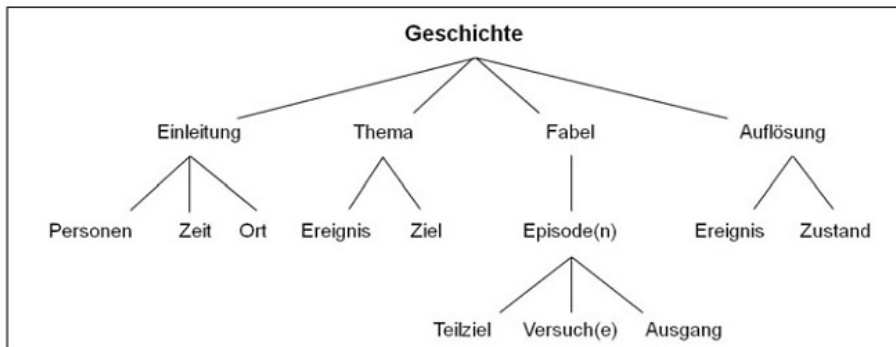 Geschichte
Einleitung Thema Fabel Auflösung
Personen Zeit Ort Ereignis Ziel Episode(n) Ereignis Zustand
Teilziel Versuch(e) Ausgang